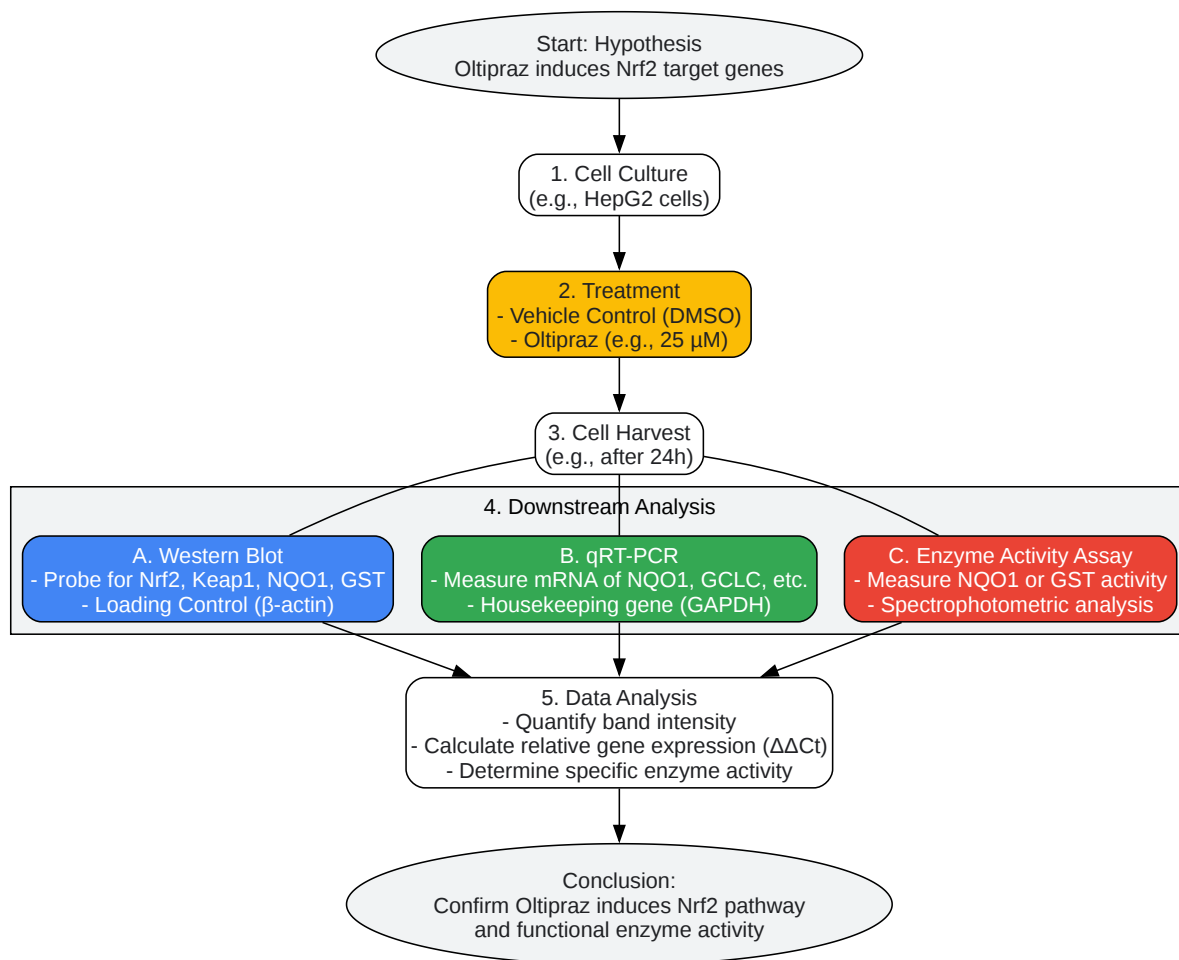 Start: Hypothesis
Oltipraz induces Nrf2 target genes
1. Cell Culture
(e.g., HepG2 cells)
2. Treatment
- Vehicle Control (DMSO)
- Oltipraz (e.g., 25 µM)
3. Cell Harvest
(e.g., after 24h)
4. Downstream Analysis
A. Western Blot
- Probe for Nrf2, Keap1, NQO1, GST
- Loading Control (β-actin)
B. qRT-PCR
- Measure mRNA of NQO1, GCLC, etc.
- Housekeeping gene (GAPDH)
C. Enzyme Activity Assay
- Measure NQO1 or GST activity
- Spectrophotometric analysis
5. Data Analysis
- Quantify band intensity
- Calculate relative gene expression (ΔΔCt)
- Determine specific enzyme activity
Conclusion:
Confirm Oltipraz induces Nrf2 pathway
and functional enzyme activity